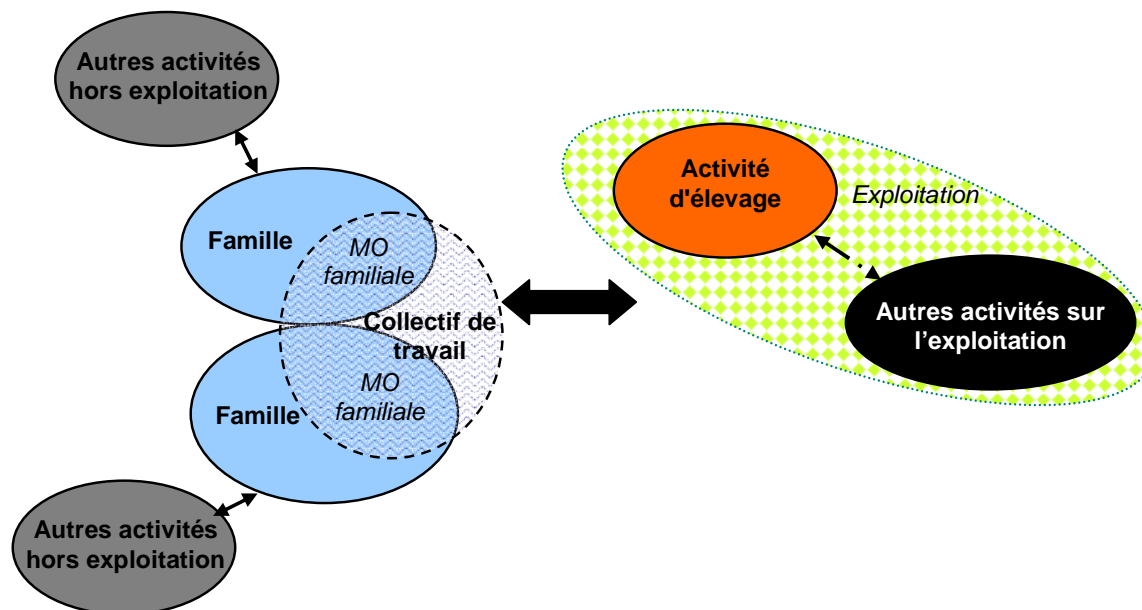 Autres activités
hors exploitation
Famille
MO
familiale
Collectif de
travail
MO
familiale
Famille
Autres activités
hors exploitation
Activité
d'élevage
Exploitation
Autres activités sur
l’exploitation